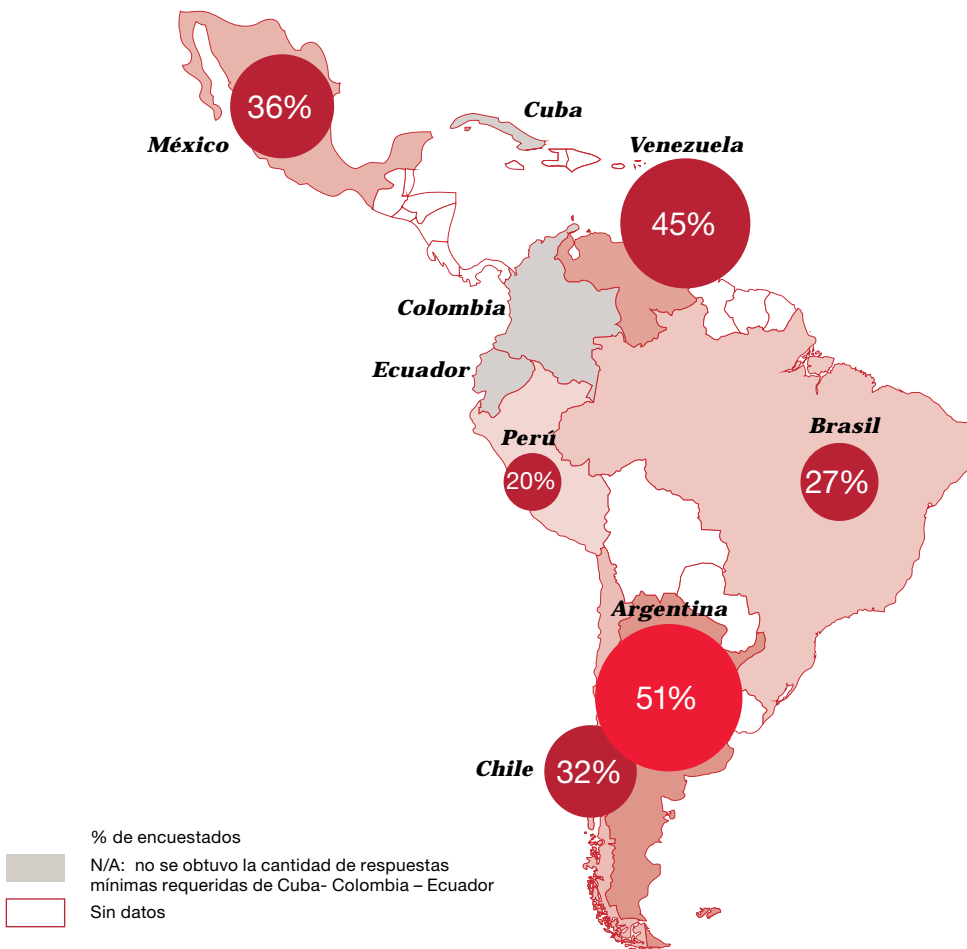 36%
México
Cuba
Venezuela
45%
Colombia
Ecuador
Perú
20%
Brasil
27%
Argentina
51%
Chile
32%
% de encuestados
N/A: no se obtuvo la cantidad de respuestas
mínimas requeridas de Cuba- Colombia – Ecuador
Sin datos